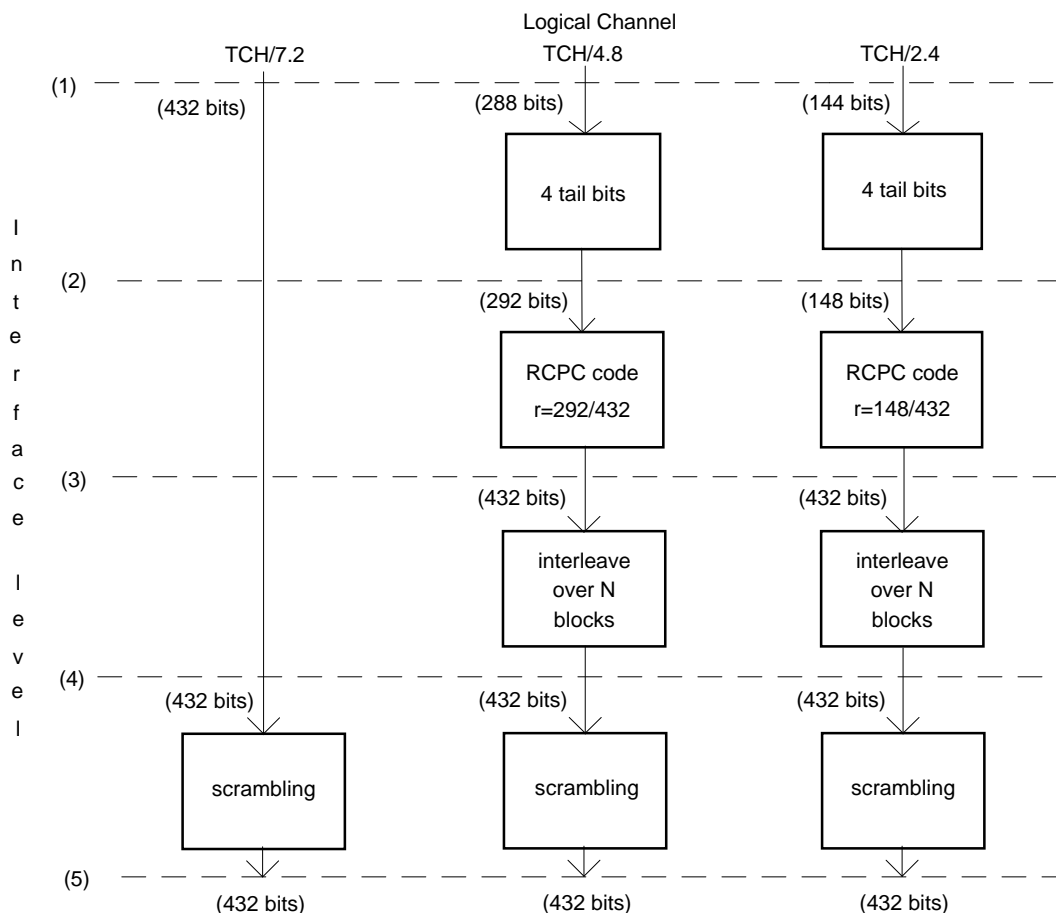 Logical Channel
TCH/7.2
TCH/4.8
TCH/2.4
(1)
(432 bits)
(288 bits)
(144 bits)
4 tail bits
4 tail bits
(2)
(292 bits)
(148 bits)
RCPC code
r=292/432
RCPC code
r=148/432
(3)
(432 bits)
(432 bits)
interleave
over N
blocks
interleave
over N
blocks
(4)
(432 bits)
(432 bits)
(432 bits)
scrambling
scrambling
scrambling
(5)
(432 bits)
(432 bits)
(432 bits)
Interface level